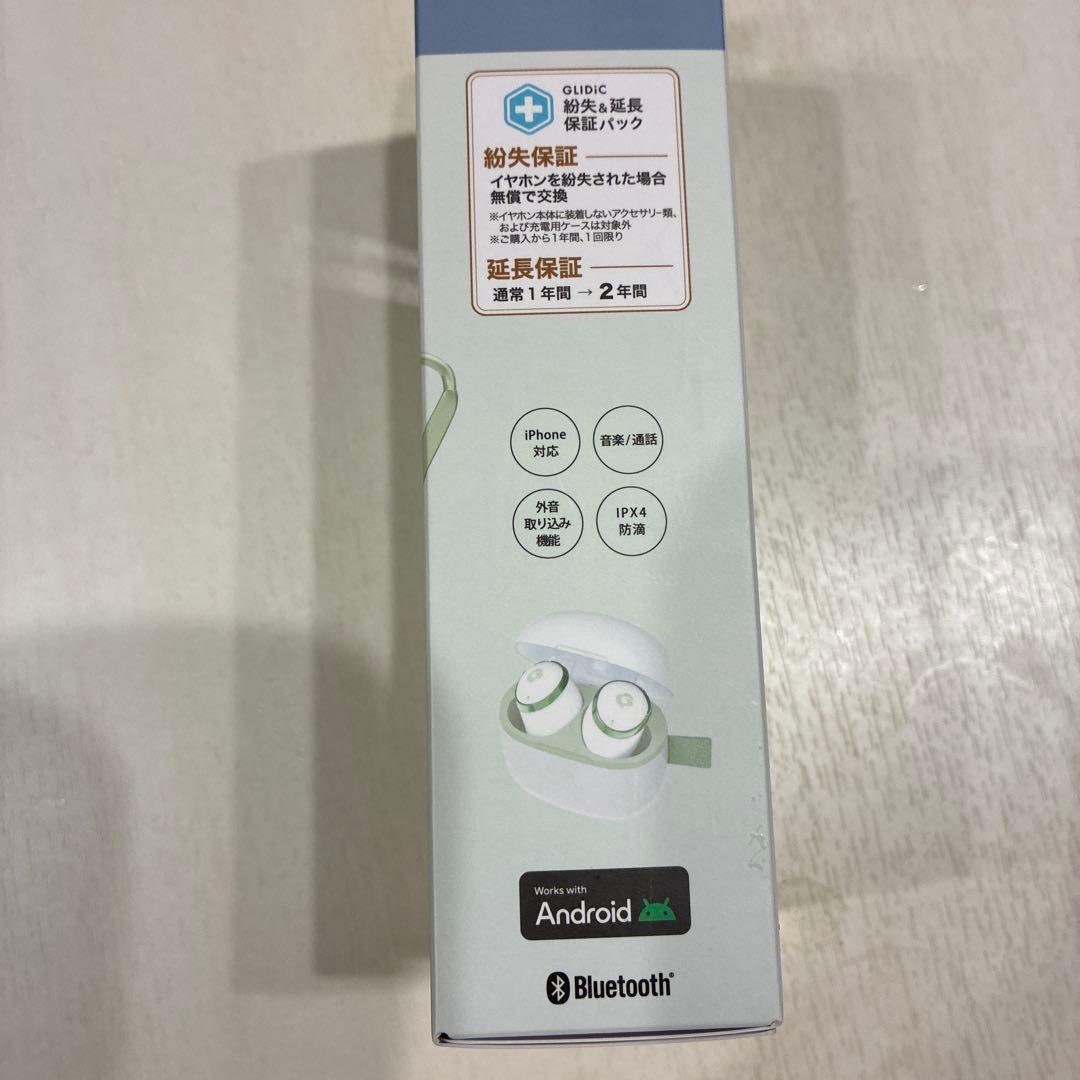 GLIDiC
紛失&延長
保証パック
紛失保証
イヤホンを紛失された場合
無償で交換
※イヤホン本体に装着しないアクセサリー類、
および充電用ケースは対象外
※ご購入から1年間、1回限り
延長保証
通常1年間 → 2年間
iPhone
対応
音楽/通話
外音
取り込み
機能
IPX4
防滴
Works with
Android
Bluetooth®